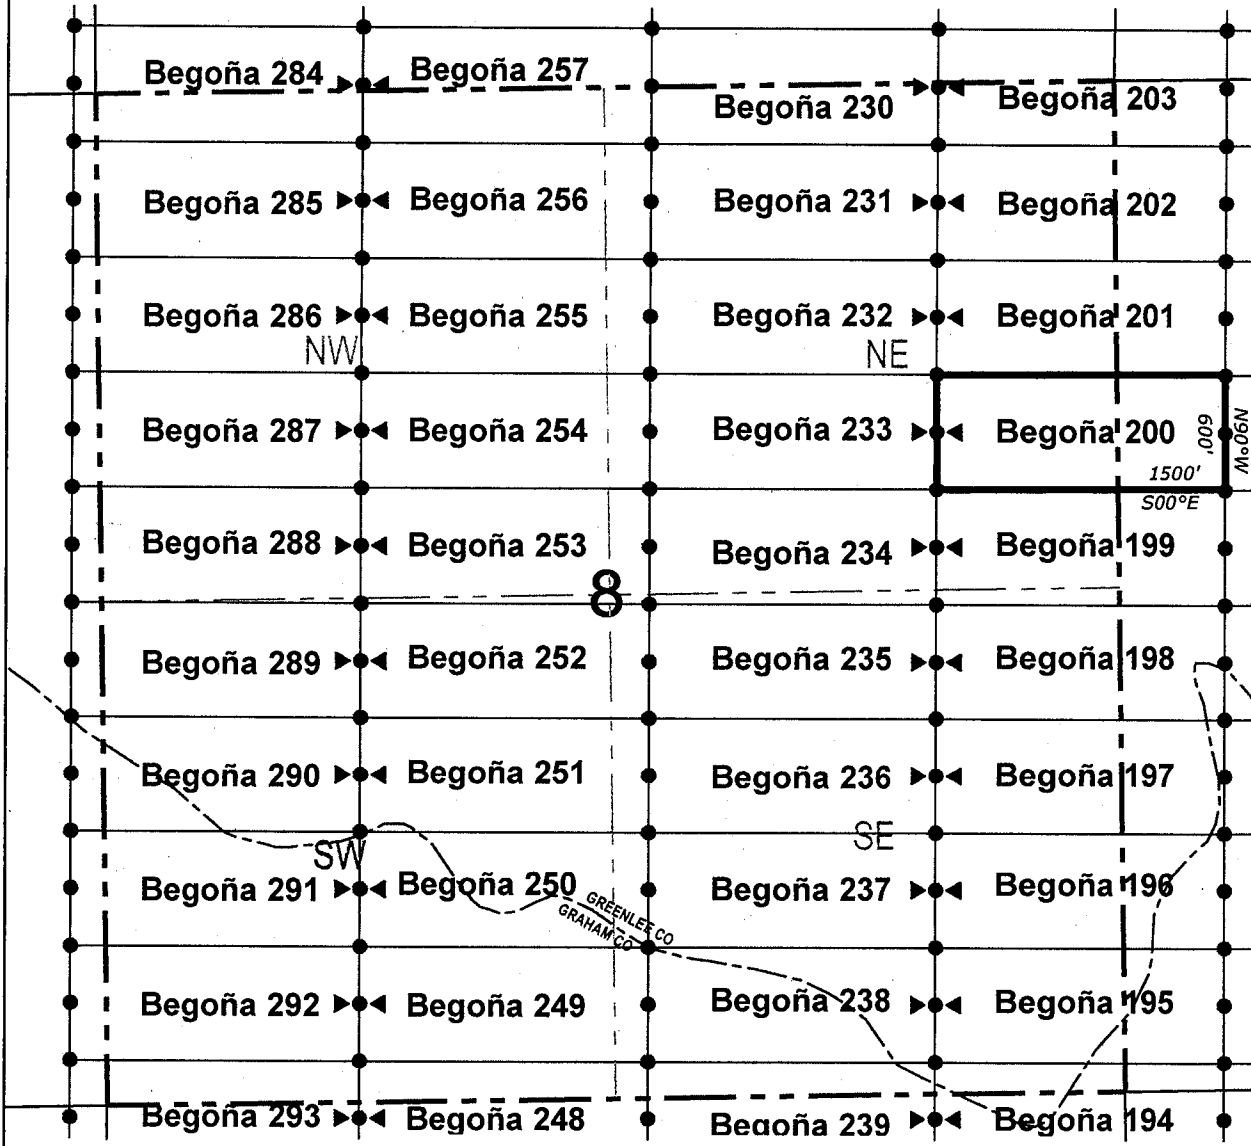 Begoña 284 Begoña 257 Begoña 230 Begoña 203
Begoña 285 Begoña 256 Begoña 231 Begoña 202
Begoña 286 Begoña 255 Begoña 232 Begoña 201
NW NE
Begoña 287 Begoña 254 Begoña 233 Begoña 200 600' N90°W
1500'
S00°E
Begoña 288 Begoña 253 Begoña 234 Begoña 199
8
Begoña 289 Begoña 252 Begoña 235 Begoña 198
Begoña 290 Begoña 251 Begoña 236 Begoña 197
SW SE
Begoña 291 Begoña 250 Begoña 237 Begoña 196
GREENLEE CO
GRAHAM CO
Begoña 292 Begoña 249 Begoña 238 Begoña 195
Begoña 293 Begoña 248 Begoña 239 Begoña 194